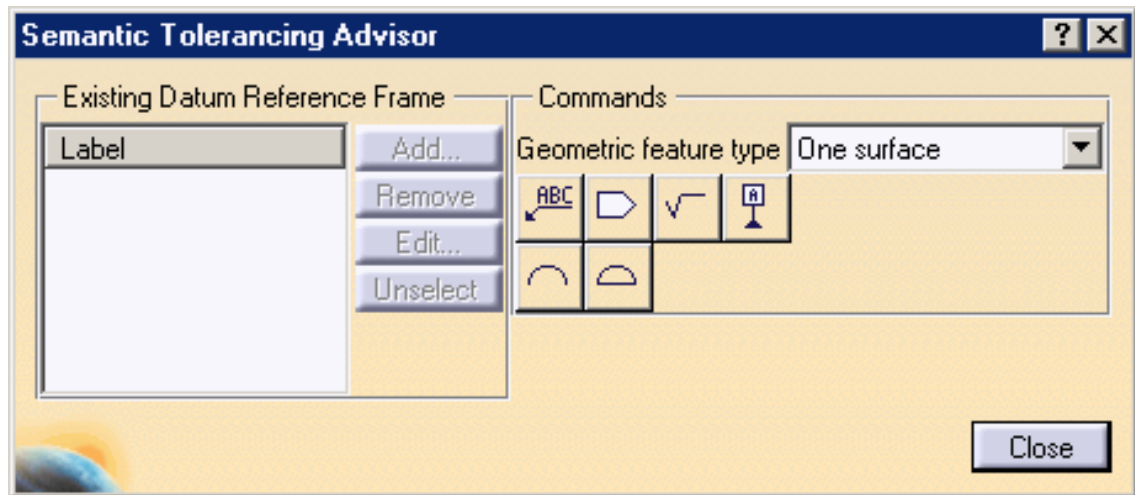 Semantic Tolerancing Advisor
Existing Datum Reference Frame
Label
Add...
Remove
Edit...
Unselect
Commands
Geometric feature type One surface
ABC
A
Close